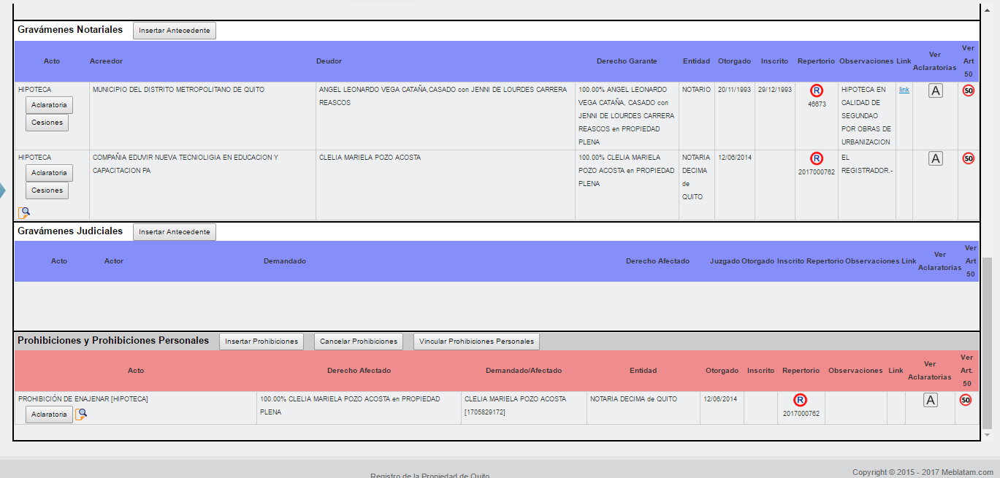 Gravámenes Notariales Insertar Antecedente
Acto Acreedor Deudor Derecho Garante Entidad Otorgado Inscrito Repertorio Observaciones Link Ver Aclaratorias Ver Art 50
HIPOTECA
Aclaratoria
Cesiones
MUNICIPIO DEL DISTRITO METROPOLITANO DE QUITO
ANGEL LEONARDO VEGA CATAÑA,CASADO con JENNI DE LOURDES CARRERA
REASCOS
100.00% ANGEL LEONARDO
VEGA CATAÑA, CASADO con
JENNI DE LOURDES CARRERA
REASCOS en PROPIEDAD
PLENA
NOTARIO
20/11/1993
29/12/1993
R
46673
HIPOTECA EN
CALIDAD DE
SEGUNDAO
POR OBRAS DE
URBANIZACION
link
A
50
HIPOTECA
Aclaratoria
Cesiones
COMPAÑIA EDUVIR NUEVA TECNIOLIGIA EN EDUCACION Y
CAPACITACION PA
CLELIA MARIELA POZO ACOSTA
100.00% CLELIA MARIELA
POZO ACOSTA en PROPIEDAD
PLENA
NOTARIA
DECIMA
de
QUITO
12/06/2014
R
2017000762
EL
REGISTRADOR.-
A
50
Gravámenes Judiciales Insertar Antecedente
Acto Actor Demandado Derecho Afectado Juzgado Otorgado Inscrito Repertorio Observaciones Link Ver Aclaratorias Ver Art 50
Prohibiciones y Prohibiciones Personales Insertar Prohibiciones Cancelar Prohibiciones Vincular Prohibiciones Personales
Acto Derecho Afectado Demandado/Afectado Entidad Otorgado Inscrito Repertorio Observaciones Link Ver Aclaratorias Ver Art. 50
PROHIBICIÓN DE ENAJENAR [HIPOTECA]
Aclaratoria
100.00% CLELIA MARIELA POZO ACOSTA en PROPIEDAD
PLENA
CLELIA MARIELA POZO ACOSTA
[1705829172]
NOTARIA DECIMA de QUITO
12/06/2014
R
2017000762
A
50
Registro de la Propiedad de Quito
Copyright © 2015 - 2017 Meblatam.com